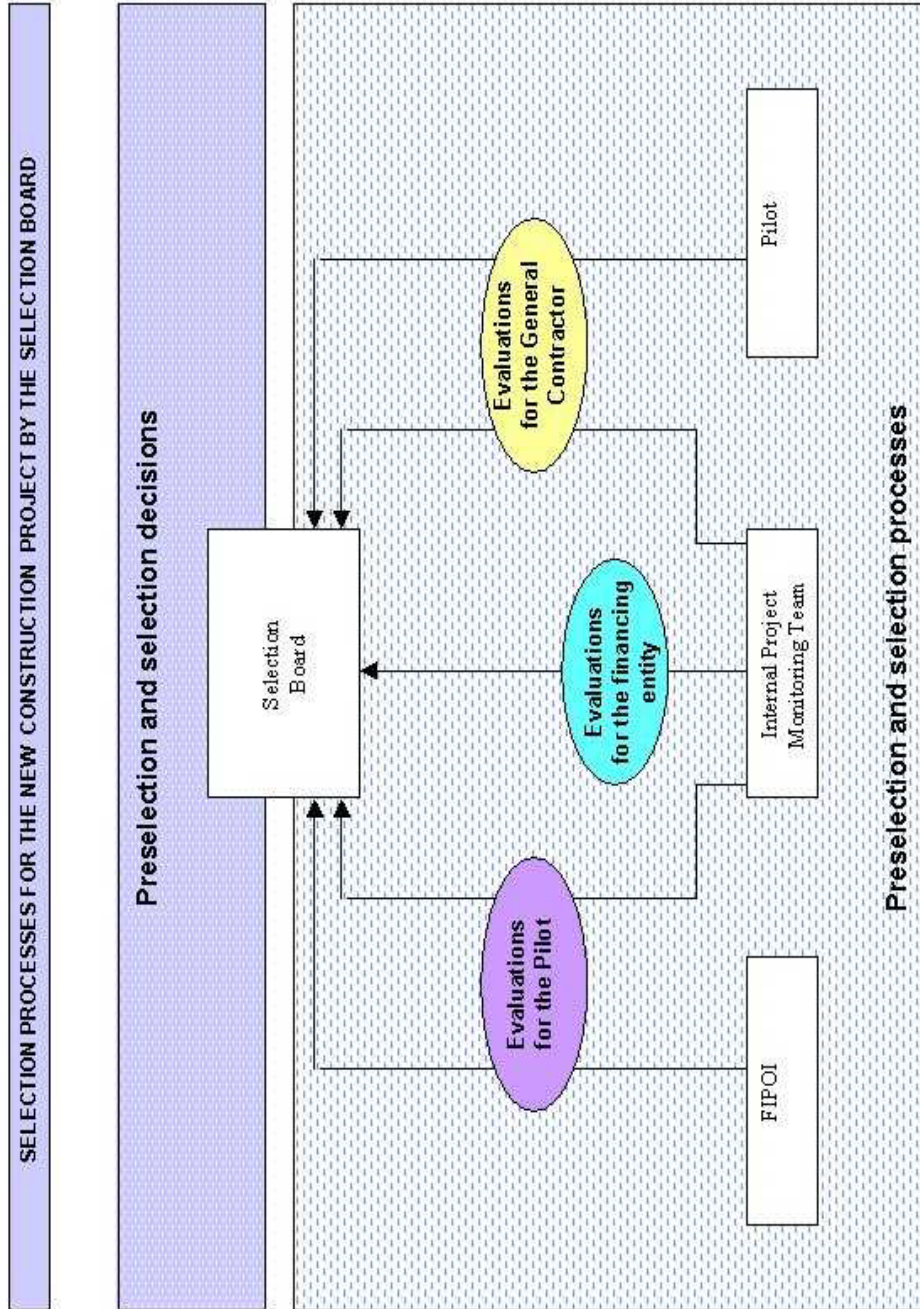 SELECTION PROCESSES FOR THE NEW CONSTRUCTION PROJECT BY THE SELECTION BOARD
Preselection and selection decisions
Selection
Board
Evaluations
for the Pilot
Evaluations
for the financing
entity
Evaluations
for the General
Contractor
FIPOI
Internal Project
Monitoring Team
Pilot
Preselection and selection processes